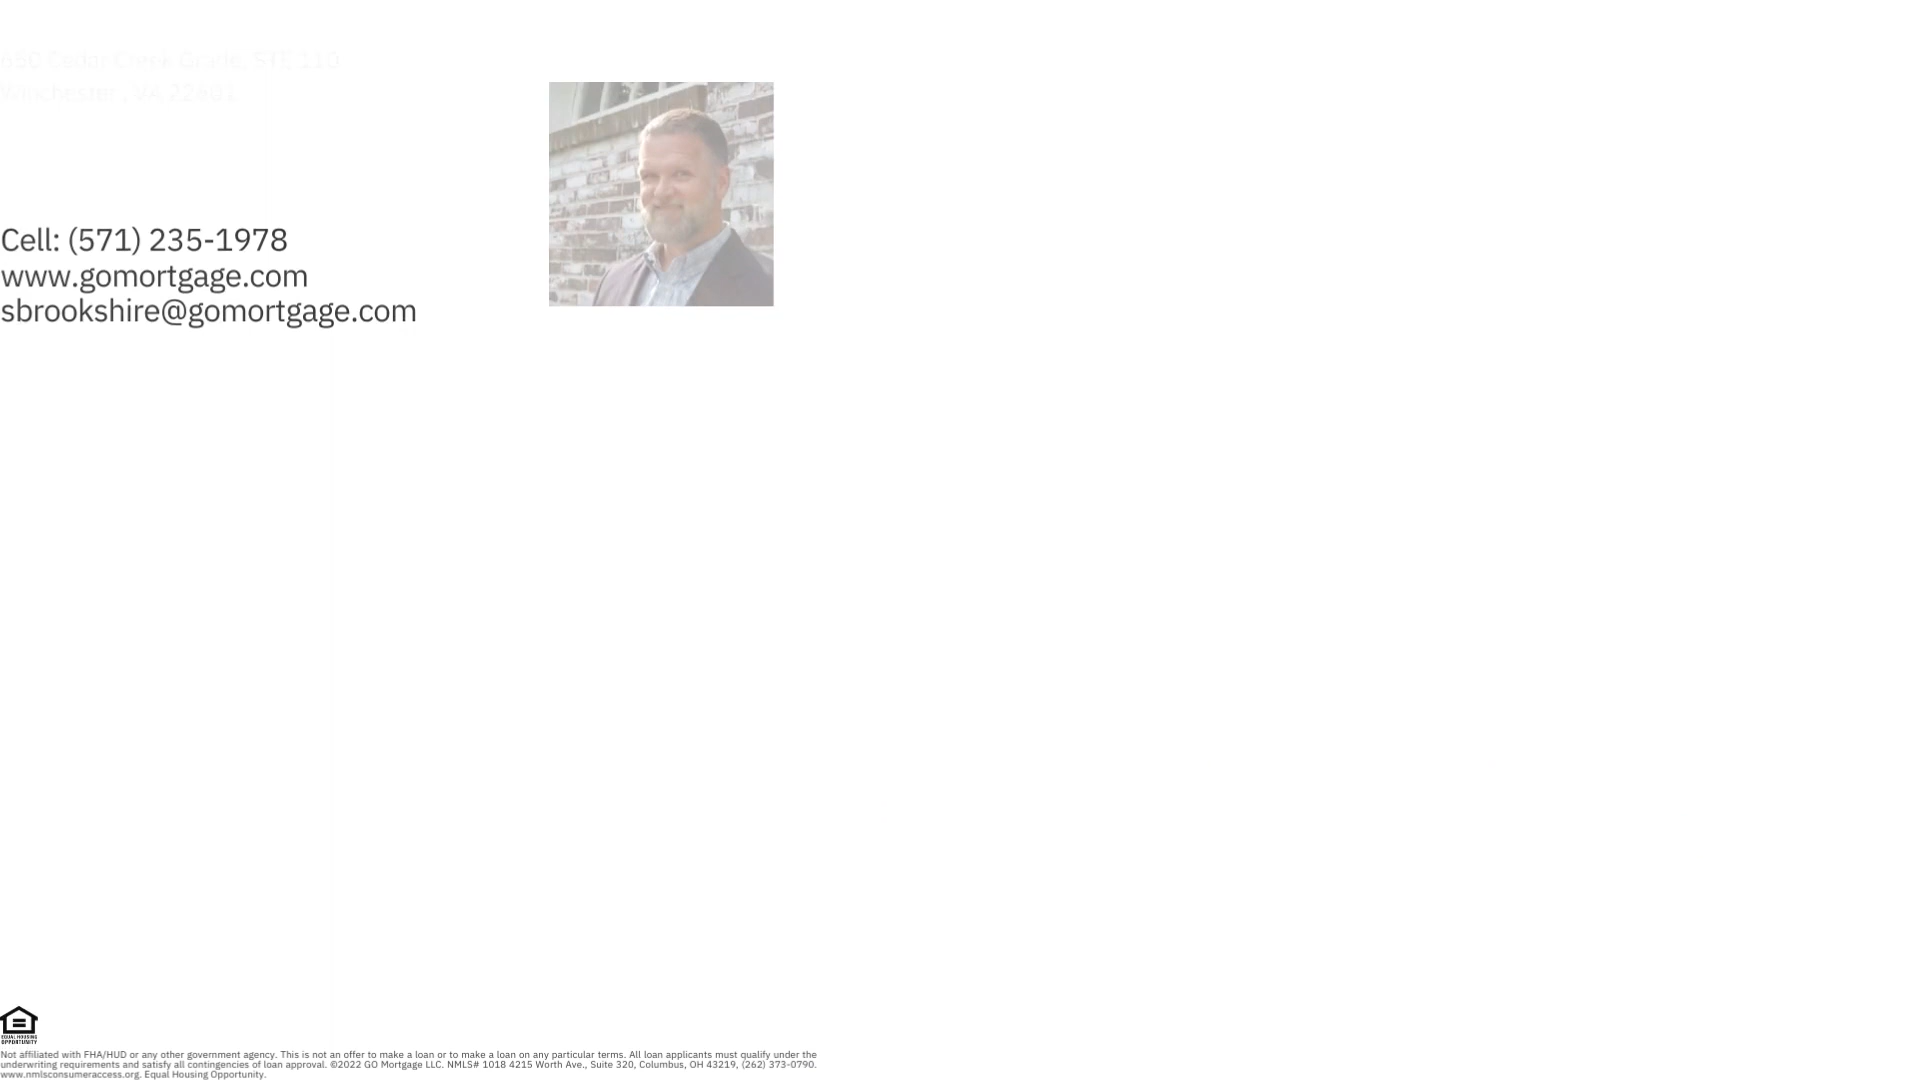 650 Cedar Creek Grade, STE 110
Winchester , VA 22601
Cell: (571) 235-1978
www.gomortgage.com
sbrookshire@gomortgage.com
EQUAL HOUSING
OPPORTUNITY
Not affiliated with FHA/HUD or any other government agency. This is not an offer to make a loan or to make a loan on any particular terms. All loan applicants must qualify under the
underwriting requirements and satisfy all contingencies of loan approval. ©2022 GO Mortgage LLC. NMLS# 1018 4215 Worth Ave., Suite 320, Columbus, OH 43219, (262) 373-0790.
www.nmlsconsumeraccess.org. Equal Housing Opportunity.